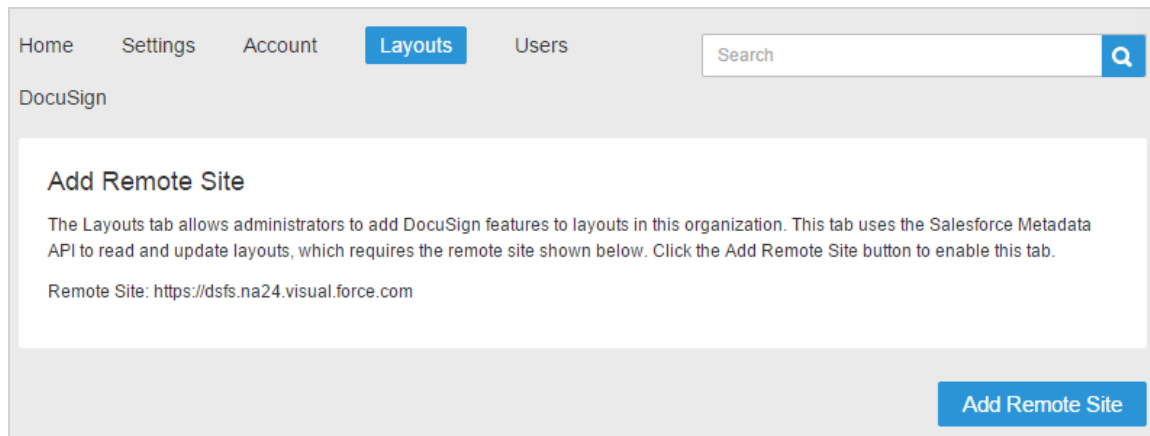 Home Settings Account Layouts Users
Search
DocuSign
Add Remote Site
The Layouts tab allows administrators to add DocuSign features to layouts in this organization. This tab uses the Salesforce Metadata
API to read and update layouts, which requires the remote site shown below. Click the Add Remote Site button to enable this tab.
Remote Site: https://dsfs.na24.visual.force.com
Add Remote Site